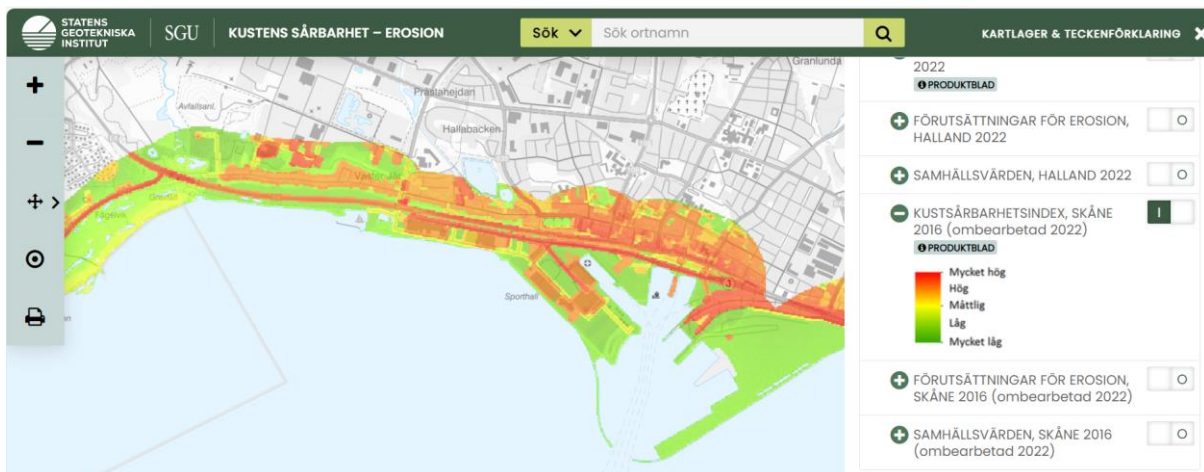 STATENS
GEOTEKNISKA
INSTITUT
SGU
KUSTENS SÅRBARHET – EROSION
Sök
Sök ortnamn
KARTLAGER & TECKENFÖRKLARING
Granlunda
Prästahejdan
Avfallsanl.
Hallabacken
Sporthall
2022
PRODUKTBLAD
FÖRUTSÄTTNINGAR FÖR EROSION,
HALLAND 2022
SAMHÄLLSVÄRDEN, HALLAND 2022
KUSTSÅRBARHETSINDEX, SKÅNE
2016 (ombearbetad 2022)
PRODUKTBLAD
Mycket hög
Hög
Måttlig
Låg
Mycket låg
FÖRUTSÄTTNINGAR FÖR EROSION,
SKÅNE 2016 (ombearbetad 2022)
SAMHÄLLSVÄRDEN, SKÅNE 2016
(ombearbetad 2022)